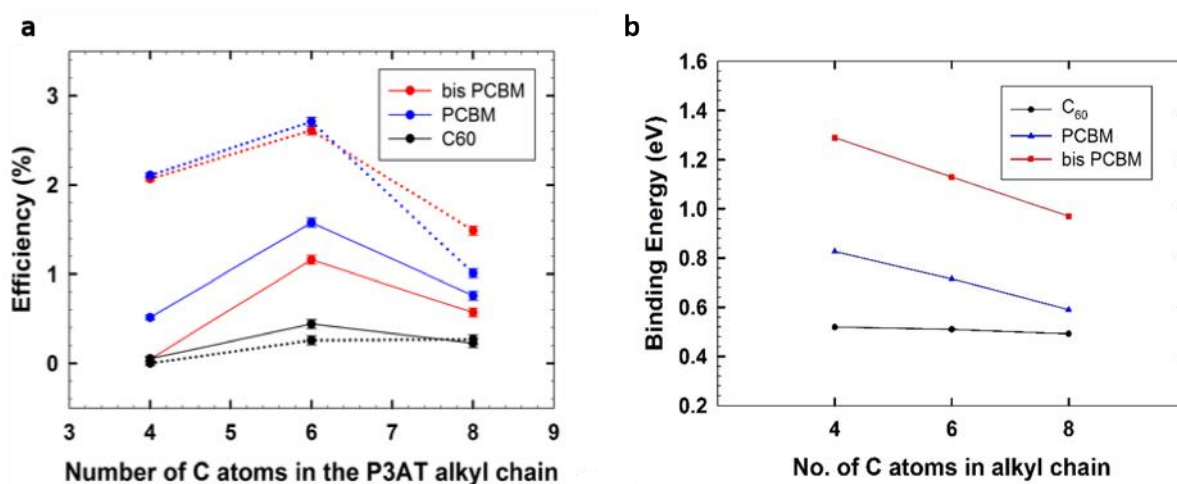 a
Efficiency (%)
3
2
1
0
bis PCBM
PCBM
C60
3 4 5 6 7 8 9
Number of C atoms in the P3AT alkyl chain
b
Binding Energy (eV)
1.6
1.4
1.2
1.0
0.8
0.6
0.4
0.2
C₆₀
PCBM
bis PCBM
4 6 8
No. of C atoms in alkyl chain